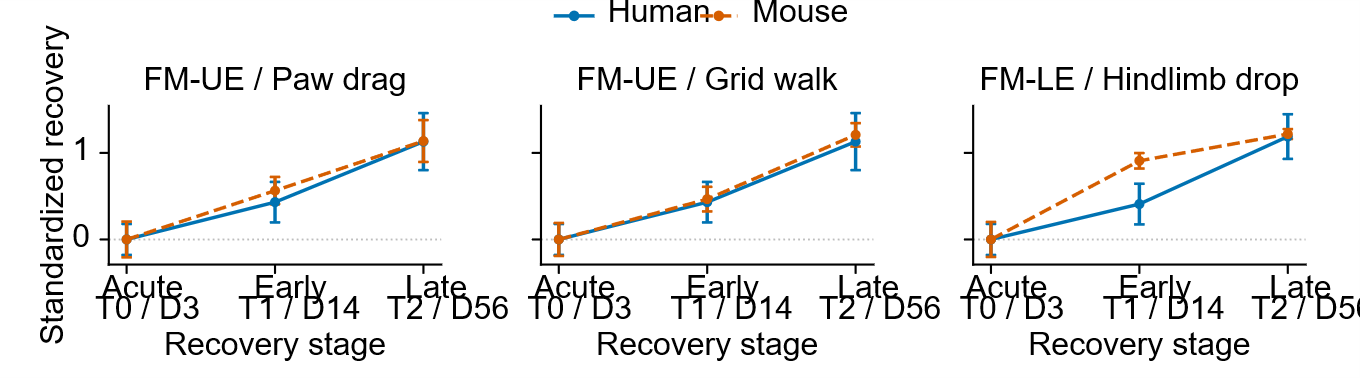 Human Mouse
Standardized recovery
FM-UE / Paw drag
FM-UE / Grid walk
FM-LE / Hindlimb drop
1
0
Acute
T0 / D3
Early
T1 / D14
Late
T2 / D56
Recovery stage
Acute
T0 / D3
Early
T1 / D14
Late
T2 / D56
Recovery stage
Acute
T0 / D3
Early
T1 / D14
Late
T2 / D56
Recovery stage